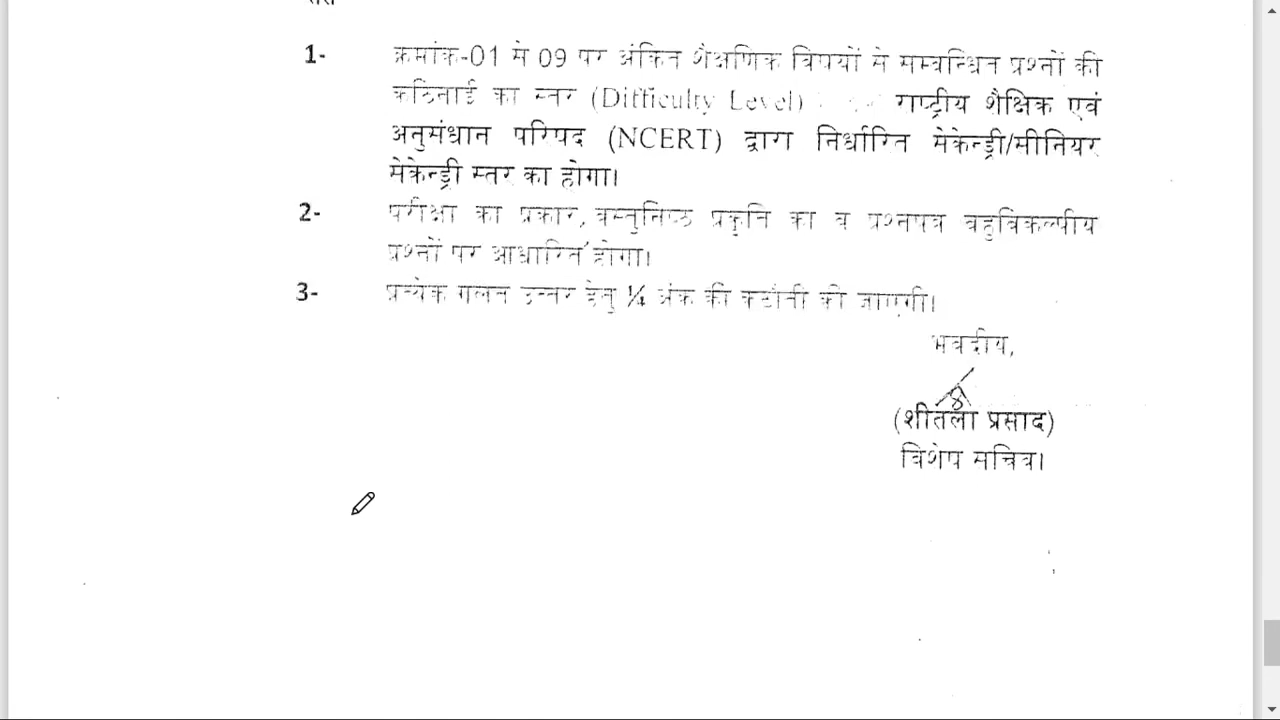 1- क्रमांक-01 से 09 पर अंकित शैक्षणिक विषयों से सम्बन्धित प्रश्नों की
कठिनाई का स्तर (Difficulty Level) राष्ट्रीय शैक्षिक एवं
अनुसंधान परिषद (NCERT) द्वारा निर्धारित सेकेन्ड्री/सीनियर
सेकेन्ड्री स्तर का होगा।
2- परीक्षा का प्रकार, वस्तुनिष्ठ प्रकृति का व प्रश्नपत्र बहुविकल्पीय
प्रश्नों पर आधारित होगा।
3- प्रत्येक गलत उत्तर हेतु ¼ अंक की कटौती की जाएगी।
भवदीय,
(शीतला प्रसाद)
विशेष सचिव।